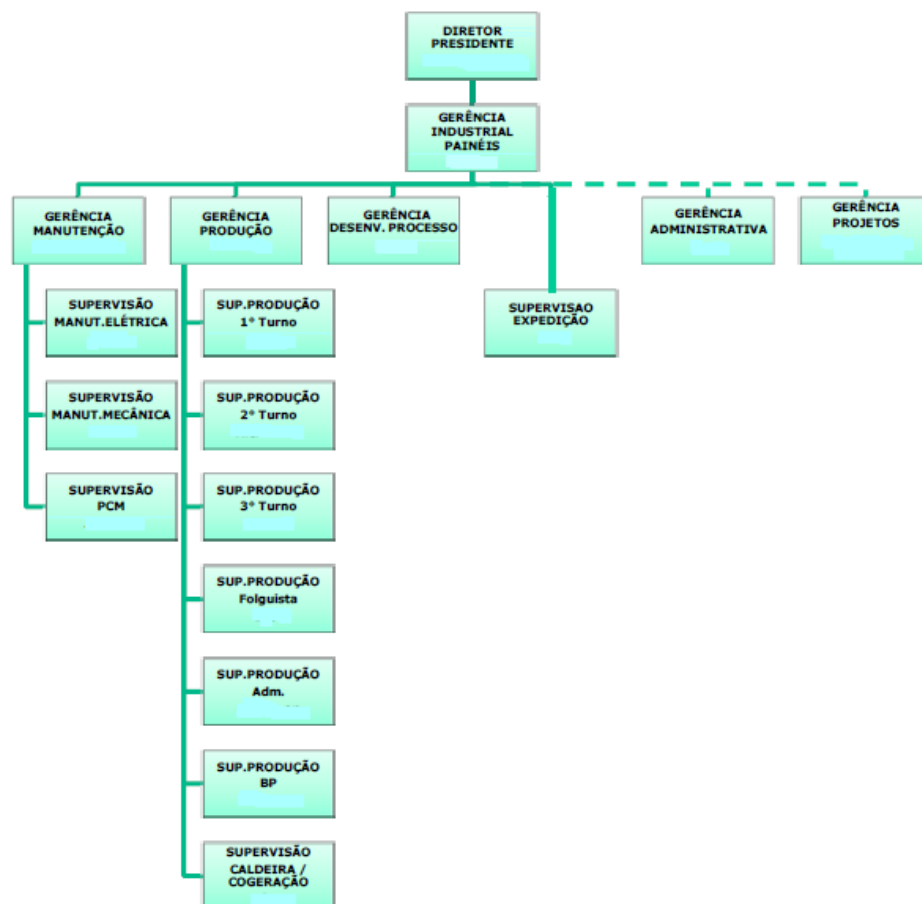 DIRETOR
PRESIDENTE
GERÊNCIA
INDUSTRIAL
PAINÉIS
GERÊNCIA
MANUTENÇÃO
GERÊNCIA
PRODUÇÃO
GERÊNCIA
DESENV. PROCESSO
GERÊNCIA
ADMINISTRATIVA
GERÊNCIA
PROJETOS
SUPERVISÃO
MANUT.ELÉTRICA
SUP.PRODUÇÃO
1° Turno
SUPERVISAO
EXPEDIÇÃO
SUPERVISÃO
MANUT.MECÂNICA
SUP.PRODUÇÃO
2° Turno
SUPERVISÃO
PCM
SUP.PRODUÇÃO
3° Turno
SUP.PRODUÇÃO
Folguista
SUP.PRODUÇÃO
Adm.
SUP.PRODUÇÃO
BP
SUPERVISÃO
CALDEIRA /
COGERAÇÃO